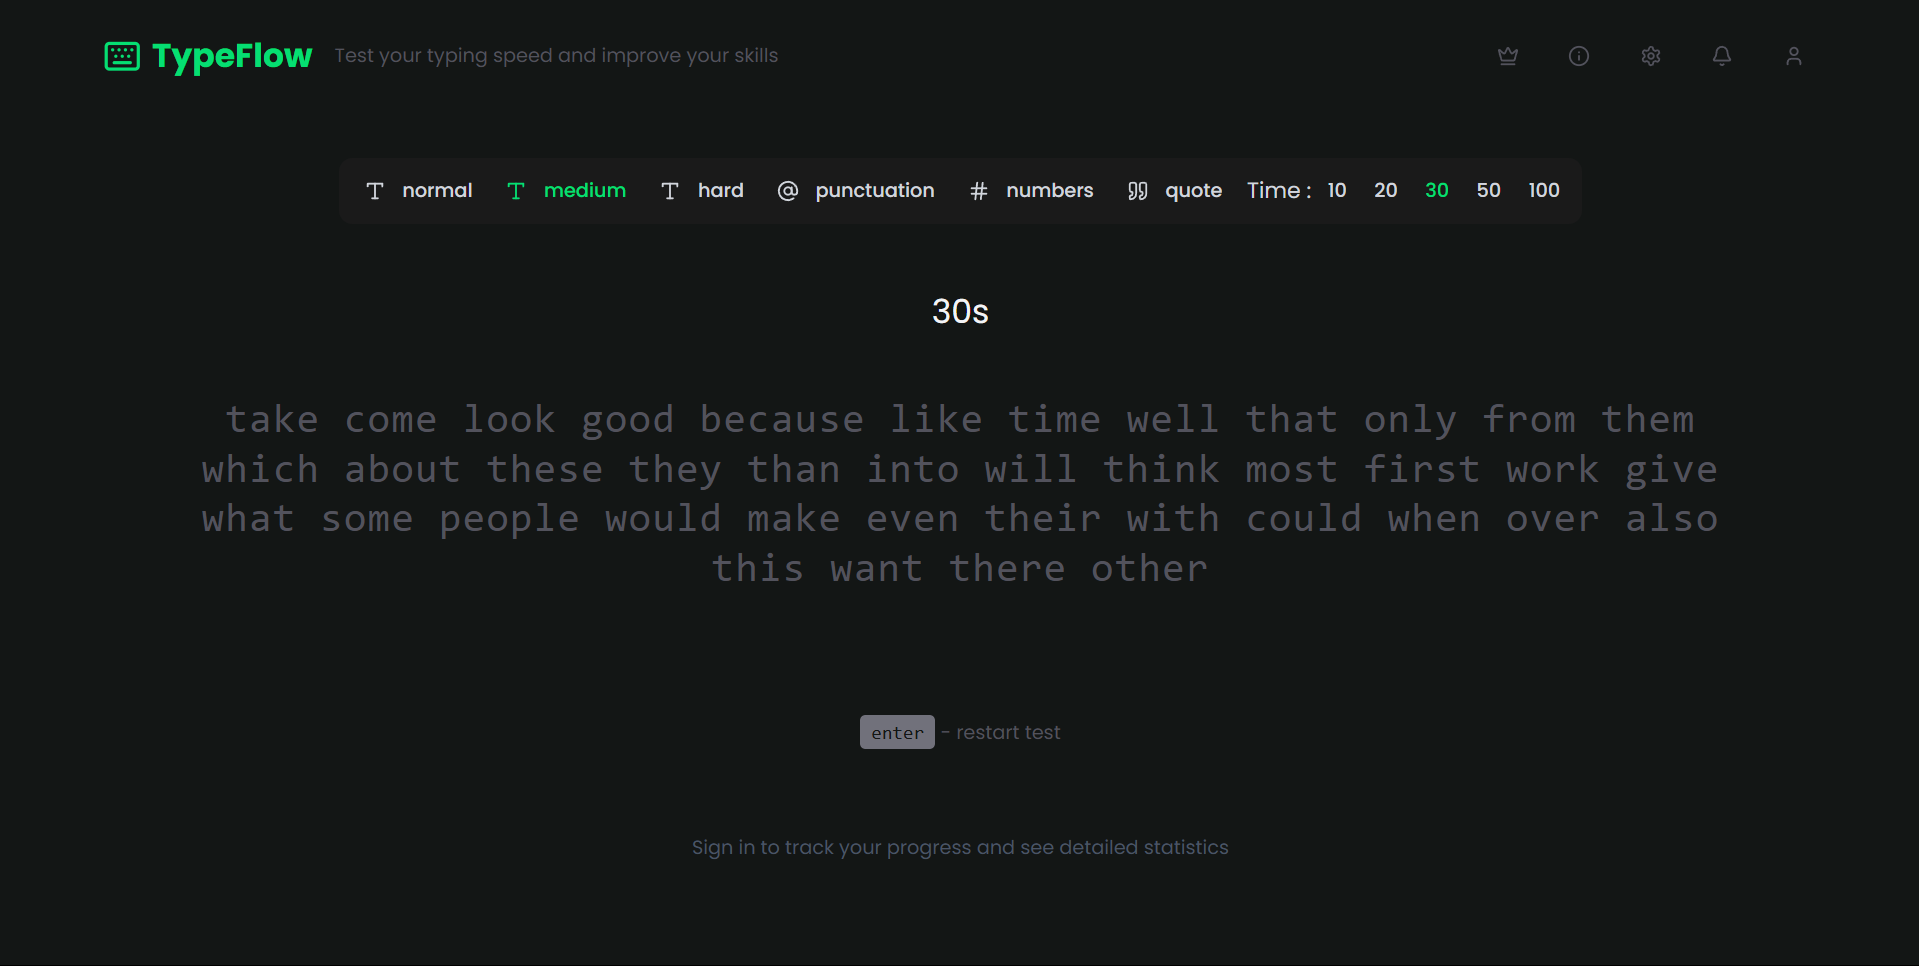 TypeFlow Test your typing speed and improve your skills
normal medium hard @ punctuation # numbers quote Time : 10 20 30 50 100
30s
take come look good because like time well that only from them
which about these they than into will think most first work give
what some people would make even their with could when over also
this want there other
enter - restart test
Sign in to track your progress and see detailed statistics